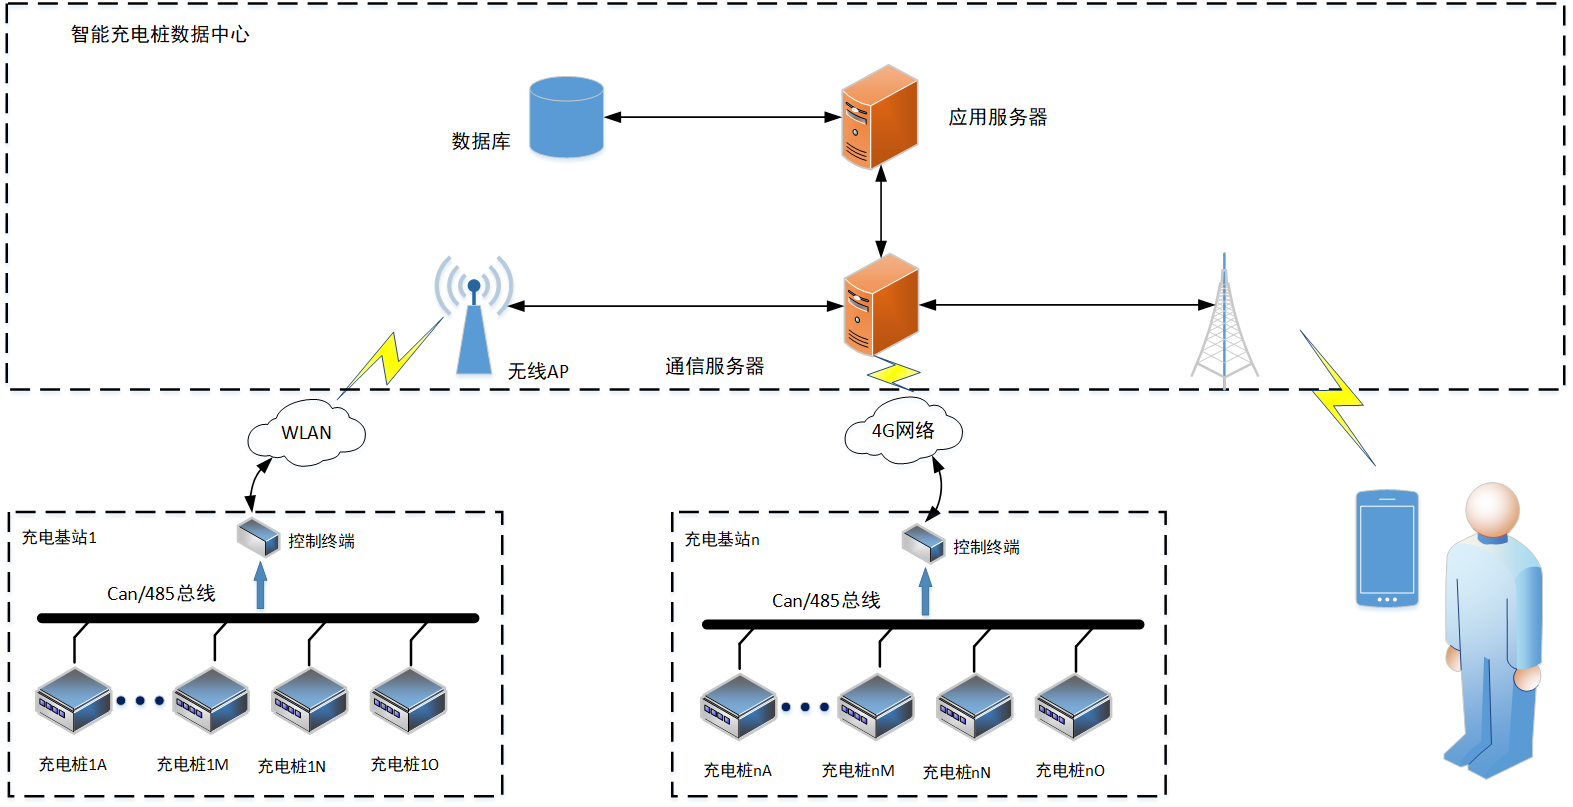 智能充电桩数据中心
数据库
应用服务器
无线AP
通信服务器
WLAN
4G网络
充电基站1
控制终端
Can/485总线
充电桩1A
充电桩1M
充电桩1N
充电桩1O
充电基站n
控制终端
Can/485总线
充电桩nA
充电桩nM
充电桩nN
充电桩nO